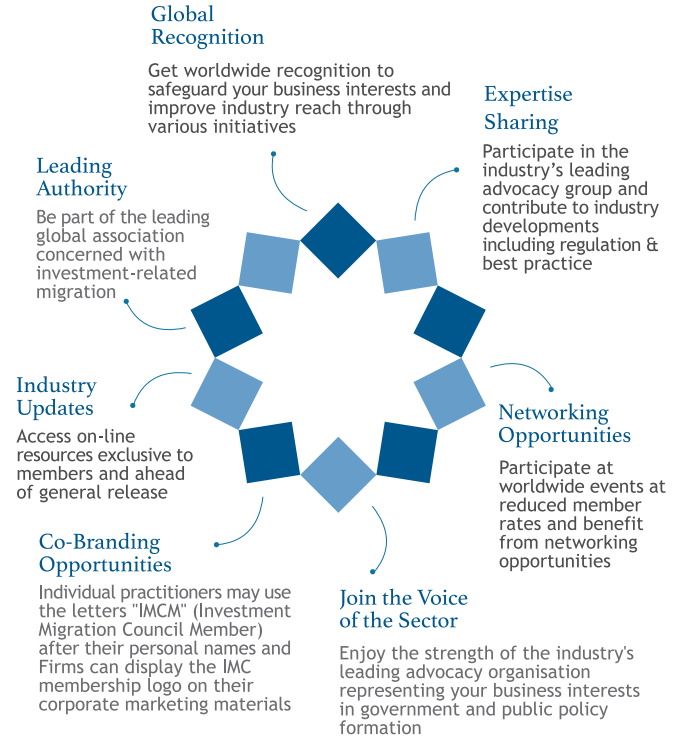 Global
Recognition
Get worldwide recognition to
safeguard your business interests and
improve industry reach through
various initiatives
Expertise
Sharing
Participate in the
industry’s leading
advocacy group and
contribute to industry
developments
including regulation &
best practice
Leading
Authority
Be part of the leading
global association
concerned with
investment-related
migration
Industry
Updates
Access on-line
resources exclusive to
members and ahead
of general release
Networking
Opportunities
Participate at
worldwide events at
reduced member
rates and benefit
from networking
opportunities
Co-Branding
Opportunities
Individual practitioners may use
the letters "IMCM" (Investment
Migration Council Member)
after their personal names and
Firms can display the IMC
membership logo on their
corporate marketing materials
Join the Voice
of the Sector
Enjoy the strength of the industry's
leading advocacy organisation
representing your business interests
in government and public policy
formation